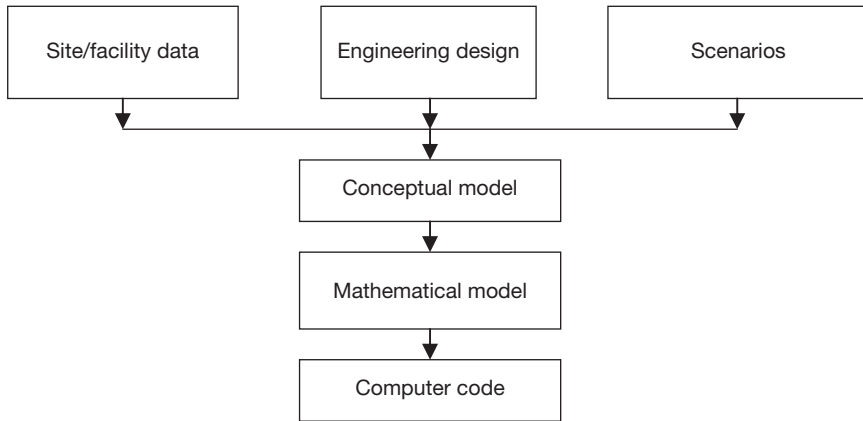 Site/facility data
Engineering design
Scenarios
Conceptual model
Mathematical model
Computer code